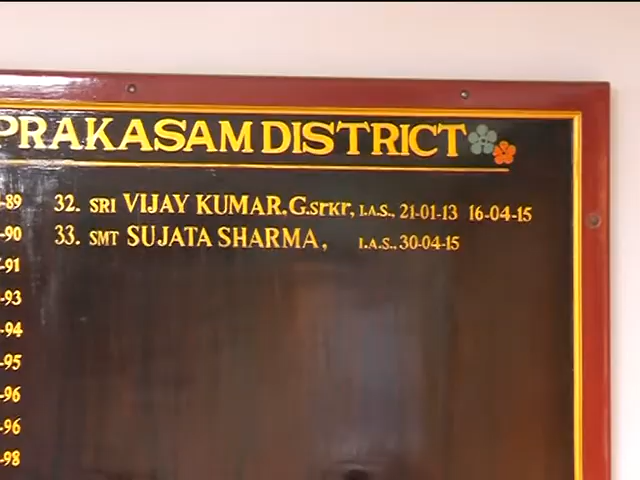 PRAKASAM DISTRICT
-89 32. SRI VIJAY KUMAR.G.SRKR, I.A.S., 21-01-13 16-04-15
-90 33. SMT SUJATA SHARMA, I.A.S., 30-04-15
-91
-93
-94
-95
-96
-96
-98